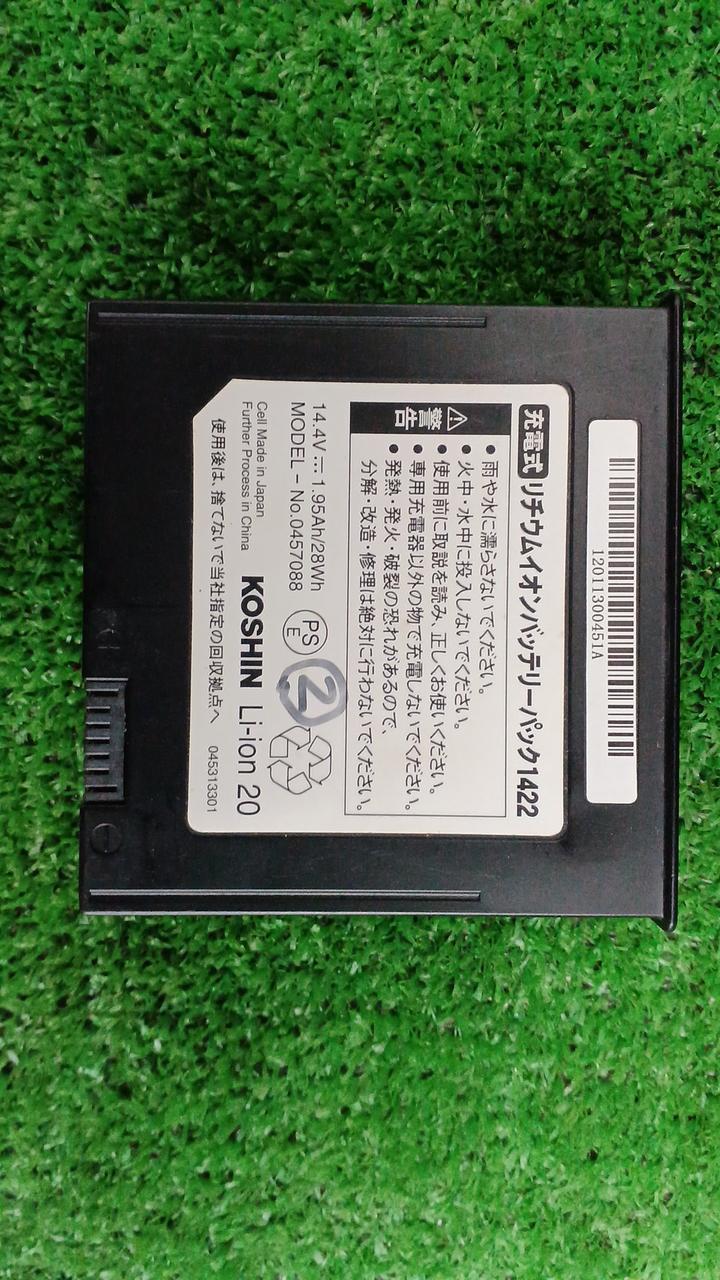 12011300451A
充電式 リチウムイオンバッテリーパック1422
警告
● 雨や水に濡らさないでください。
● 火中・水中に投入しないでください。
● 使用前に取説を読み、正しくお使いください。
● 専用充電器以外の物で充電しないでください。
● 発熱・発火・破裂の恐れがあるので、
分解・改造・修理は絶対に行わないでください。
14.4V⎓1.95Ah/28Wh
MODEL－No.0457088
PS
E
2
Cell Made in Japan
Further Process in China
KOSHIN Li-ion 20
使用後は、捨てないで当社指定の回収拠点へ 045313301